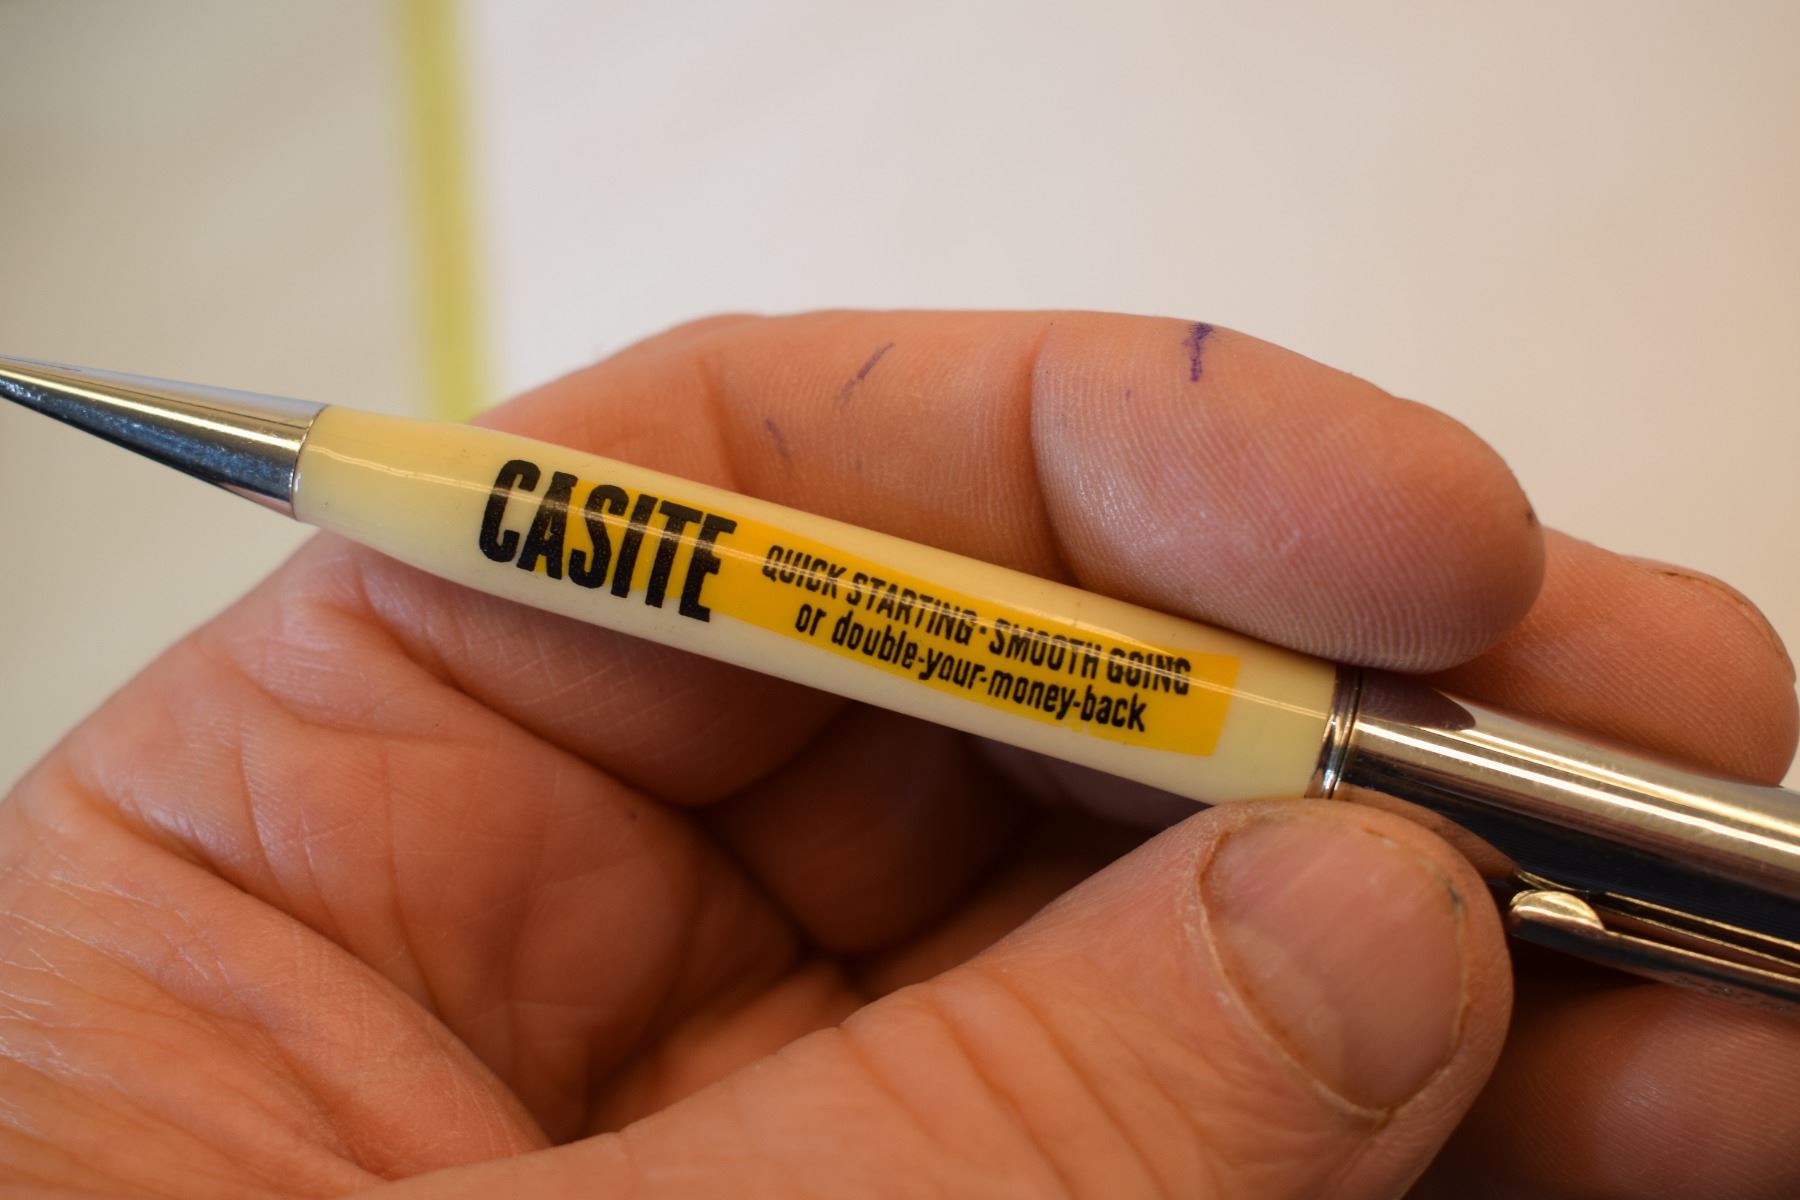 CASITE
QUICK STARTING · SMOOTH GOING
or double-your-money-back